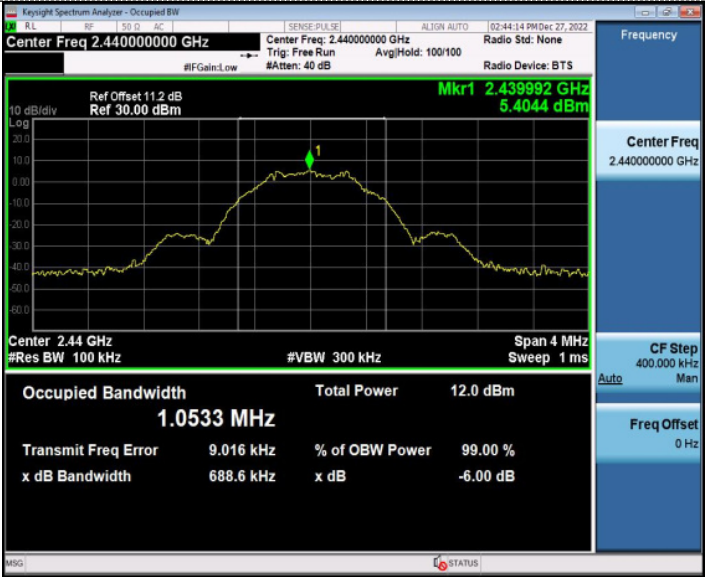 Keysight Spectrum Analyzer - Occupied BW
RL RF 50 Ω AC SENSE:PULSE ALIGN AUTO 02:44:14 PM Dec 27, 2022
Center Freq 2.440000000 GHz
Center Freq: 2.440000000 GHz Radio Std: None
Trig: Free Run Avg|Hold: 100/100
#IFGain:Low #Atten: 40 dB Radio Device: BTS
Mkr1 2.439992 GHz
5.4044 dBm
Ref Offset 11.2 dB
10 dB/div Ref 30.00 dBm
Log
20.0
10.0
0.00
-10.0
-20.0
-30.0
-40.0
-50.0
-60.0
1
Center 2.44 GHz Span 4 MHz
#Res BW 100 kHz #VBW 300 kHz Sweep 1 ms
Occupied Bandwidth Total Power 12.0 dBm
1.0533 MHz
Transmit Freq Error 9.016 kHz % of OBW Power 99.00 %
x dB Bandwidth 688.6 kHz x dB -6.00 dB
MSG STATUS
Frequency
Center Freq
2.440000000 GHz
CF Step
400.000 kHz
Auto Man
Freq Offset
0 Hz